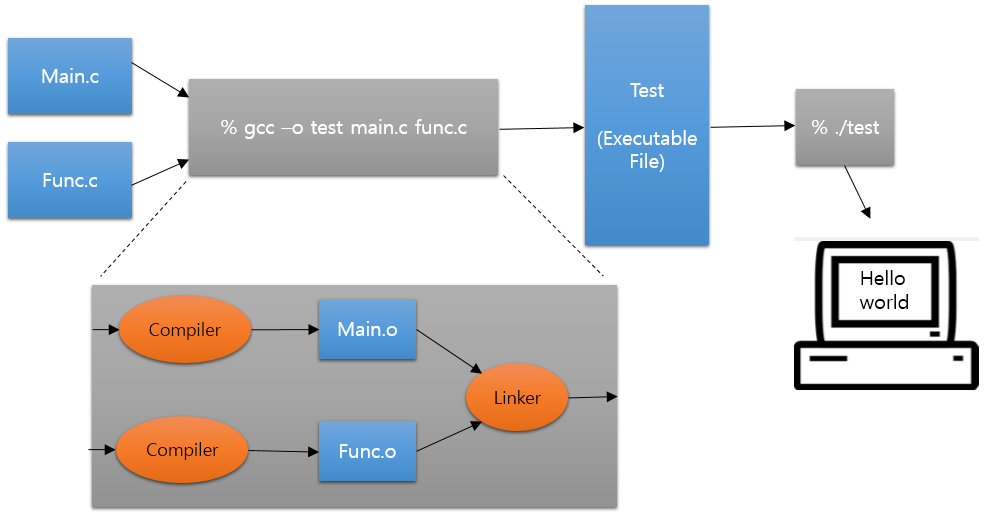 Main.c
Func.c
% gcc –o test main.c func.c
Test
(Executable
File)
% ./test
Hello
world
Compiler
Main.o
Linker
Compiler
Func.o